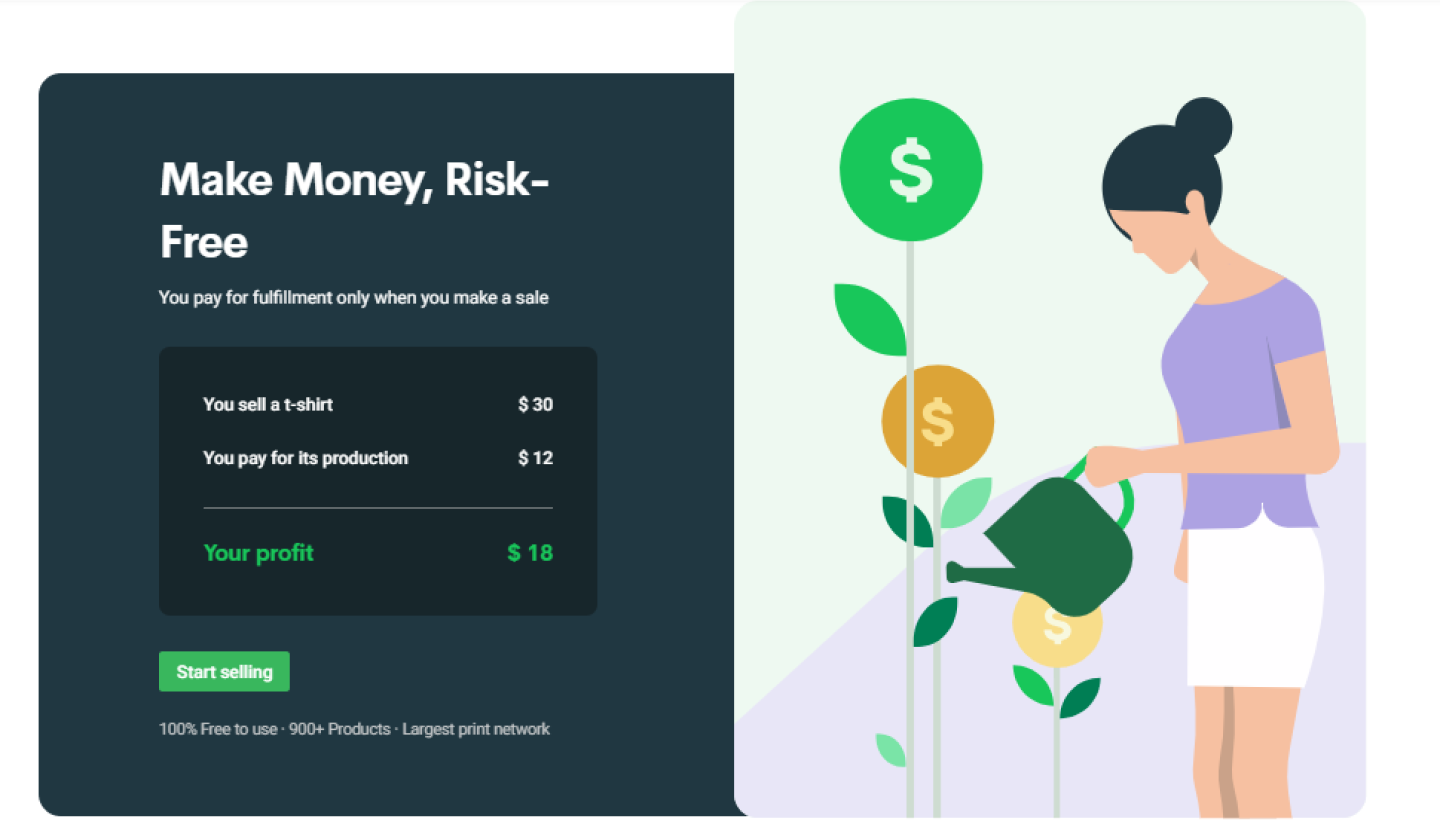 Make Money, Risk-
Free
You pay for fulfillment only when you make a sale
You sell a t-shirt $ 30
You pay for its production $ 12
Your profit $ 18
Start selling
100% Free to use · 900+ Products · Largest print network
$
$
$